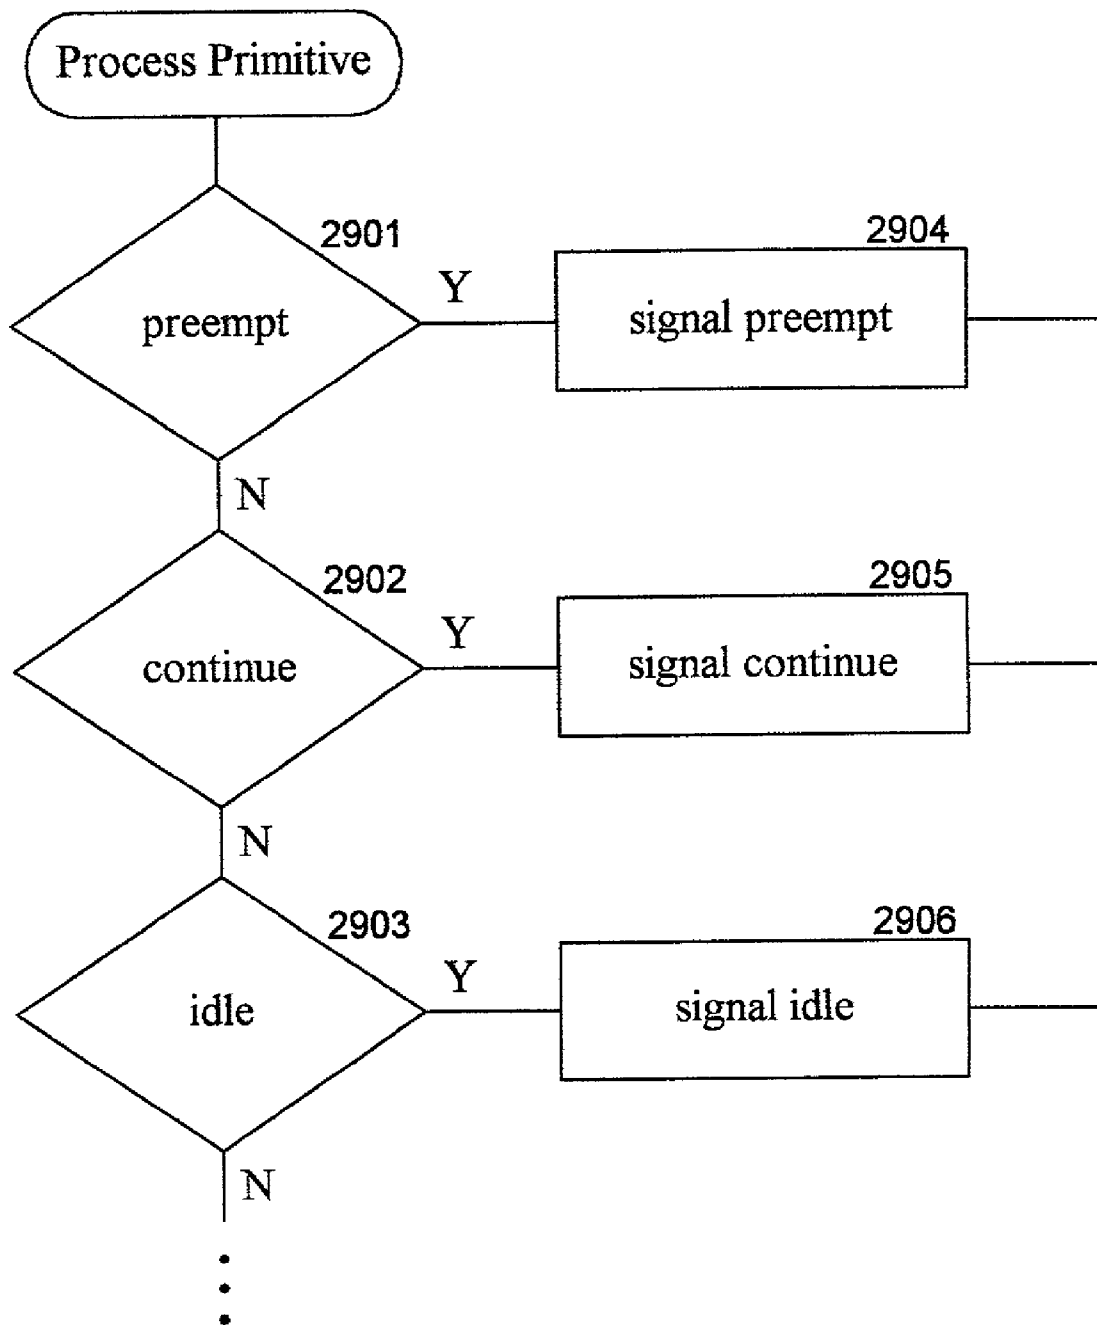 Process Primitive
2901
preempt
Y
2904
signal preempt
N
2902
continue
Y
2905
signal continue
N
2903
idle
Y
2906
signal idle
N